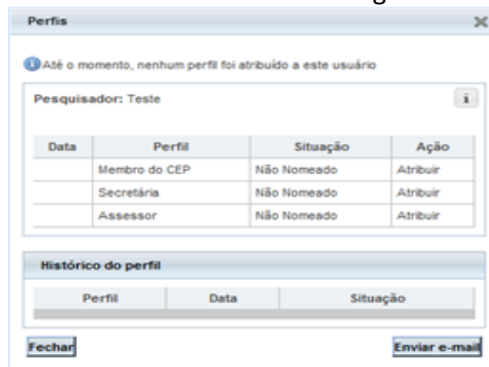 Perfis
Até o momento, nenhum perfil foi atribuído a este usuário
Pesquisador: Teste
i
Data Perfil Situação Ação
Membro do CEP Não Nomeado Atribuir
Secretária Não Nomeado Atribuir
Assessor Não Nomeado Atribuir
Histórico do perfil
Perfil Data Situação
Fechar Enviar e-mail